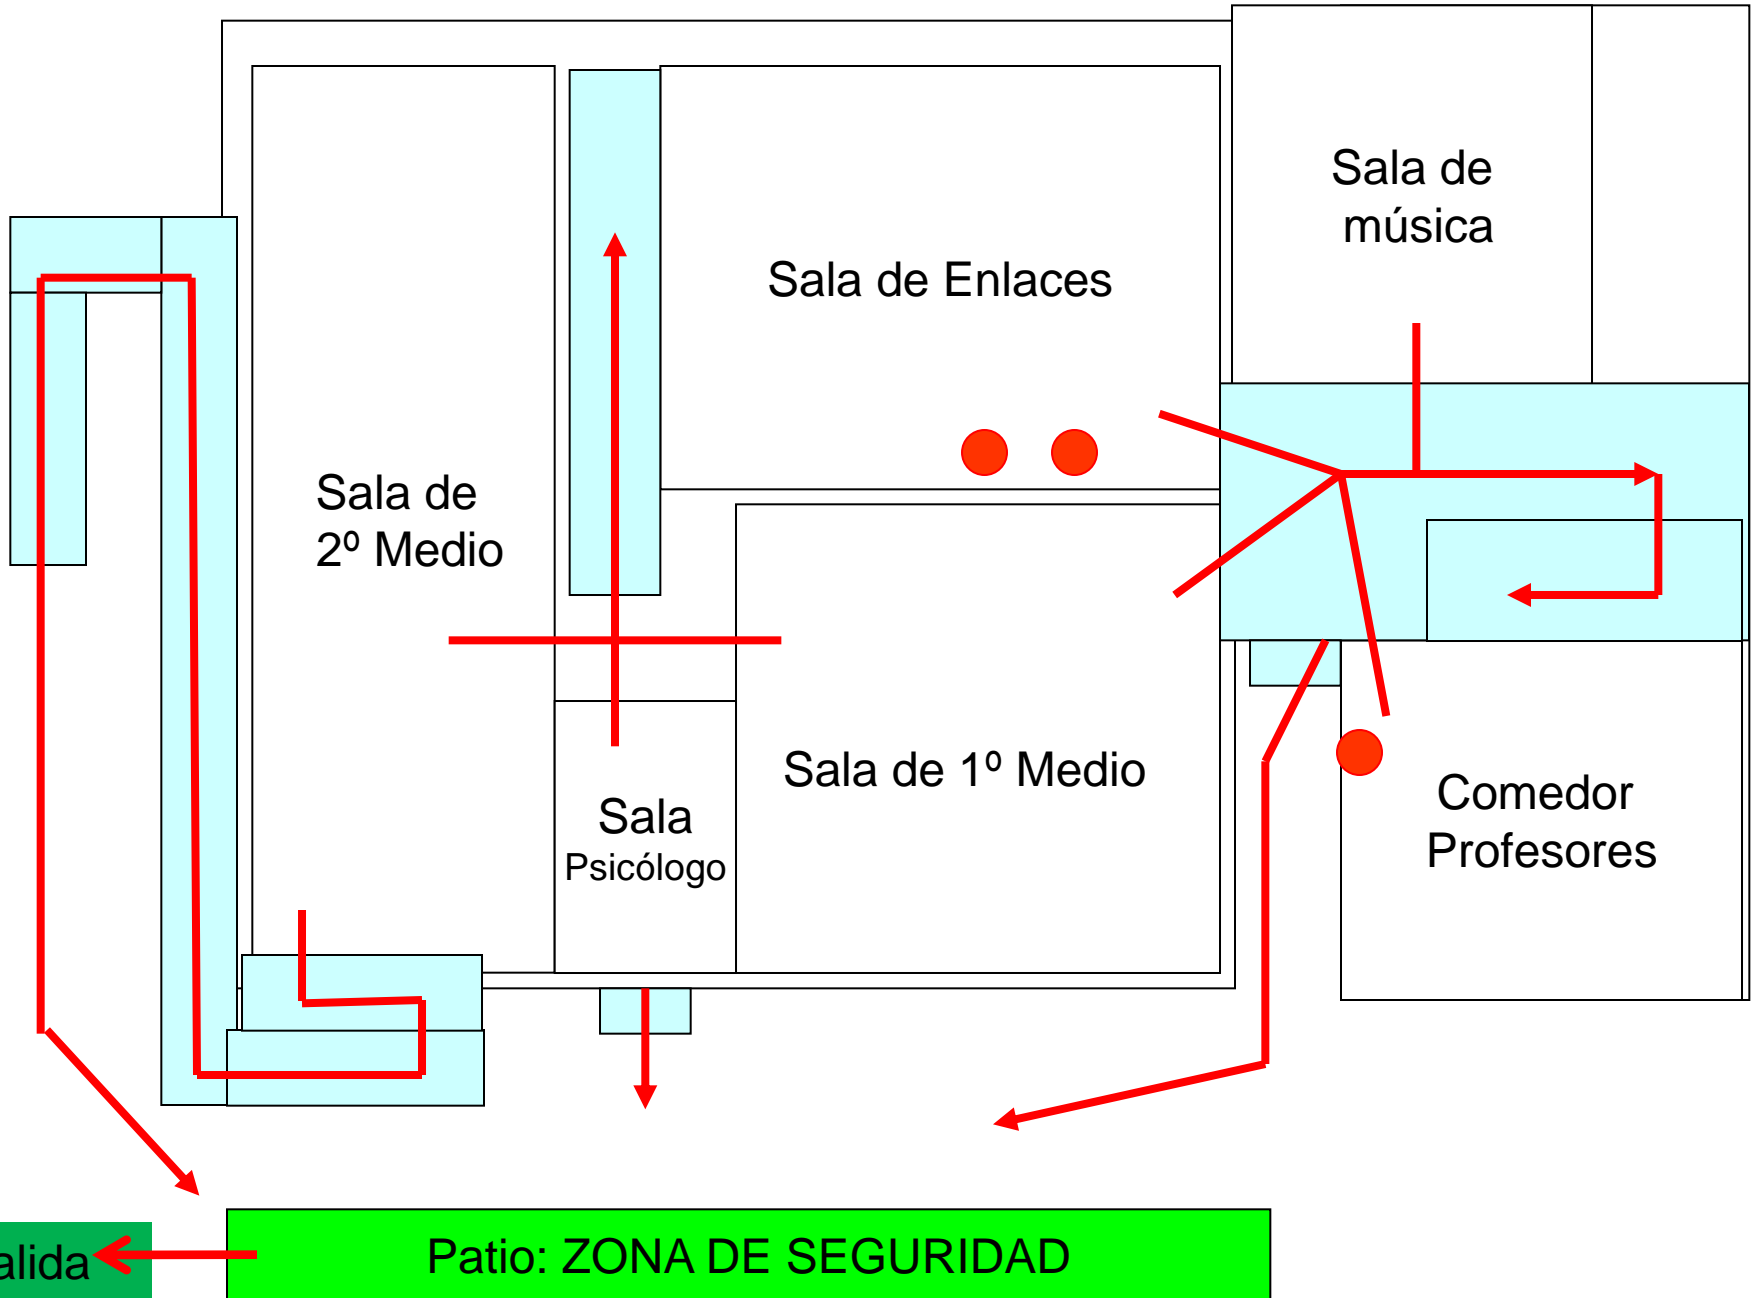 Sala de
música
Sala de Enlaces
Sala de
2º Medio
Sala de 1º Medio
Sala
Psicólogo
Comedor
Profesores
alida
Patio: ZONA DE SEGURIDAD